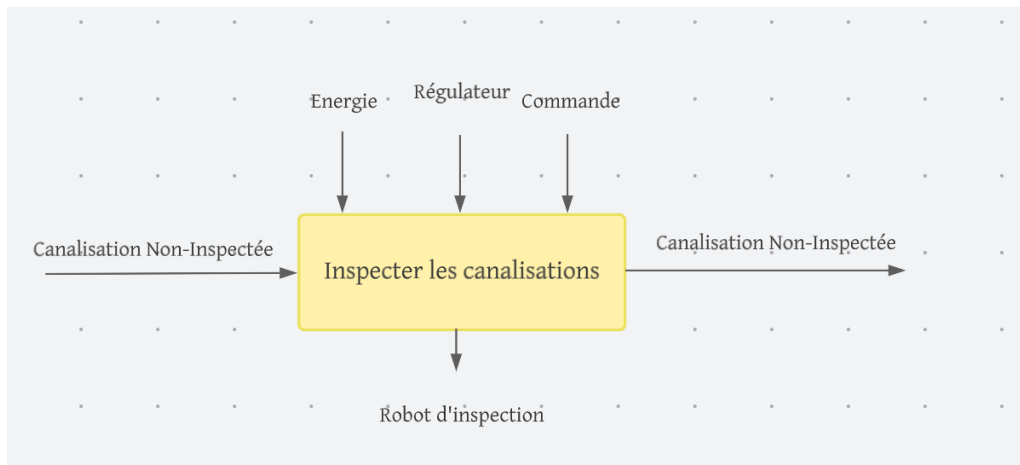 Energie
Régulateur
Commande
Canalisation Non-Inspectée
Inspecter les canalisations
Canalisation Non-Inspectée
Robot d'inspection